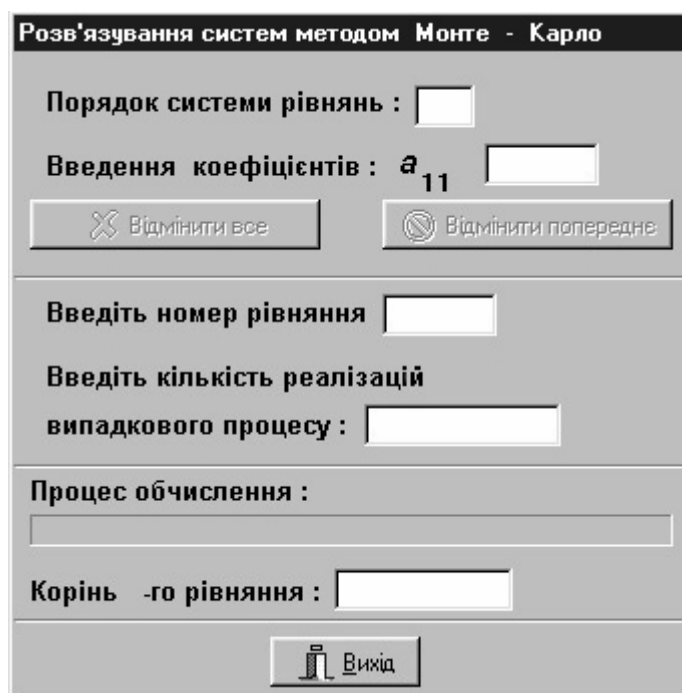 Розв'язування систем методом Монте - Карло
Порядок системи рівнянь :
Введення коефіцієнтів : a11
Відмінити все
Відмінити попереднє
Введіть номер рівняння
Введіть кількість реалізацій
випадкового процесу :
Процес обчислення :
Корінь -го рівняння :
Вихід